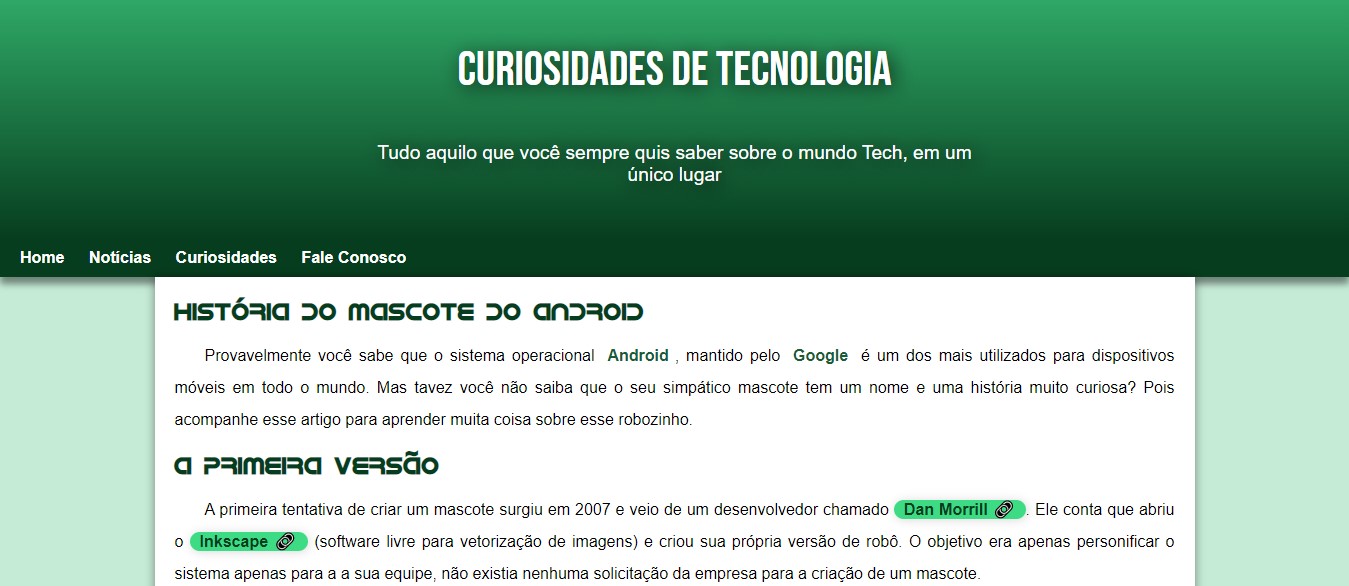 CURIOSIDADES DE TECNOLOGIA
Tudo aquilo que você sempre quis saber sobre o mundo Tech, em um
único lugar
Home Notícias Curiosidades Fale Conosco
História do Mascote do Android
Provavelmente você sabe que o sistema operacional Android , mantido pelo Google é um dos mais utilizados para dispositivos
móveis em todo o mundo. Mas tavez você não saiba que o seu simpático mascote tem um nome e uma história muito curiosa? Pois
acompanhe esse artigo para aprender muita coisa sobre esse robozinho.
A primeira versão
A primeira tentativa de criar um mascote surgiu em 2007 e veio de um desenvolvedor chamado Dan Morrill . Ele conta que abriu
o Inkscape (software livre para vetorização de imagens) e criou sua própria versão de robô. O objetivo era apenas personificar o
sistema apenas para a a sua equipe, não existia nenhuma solicitação da empresa para a criação de um mascote.